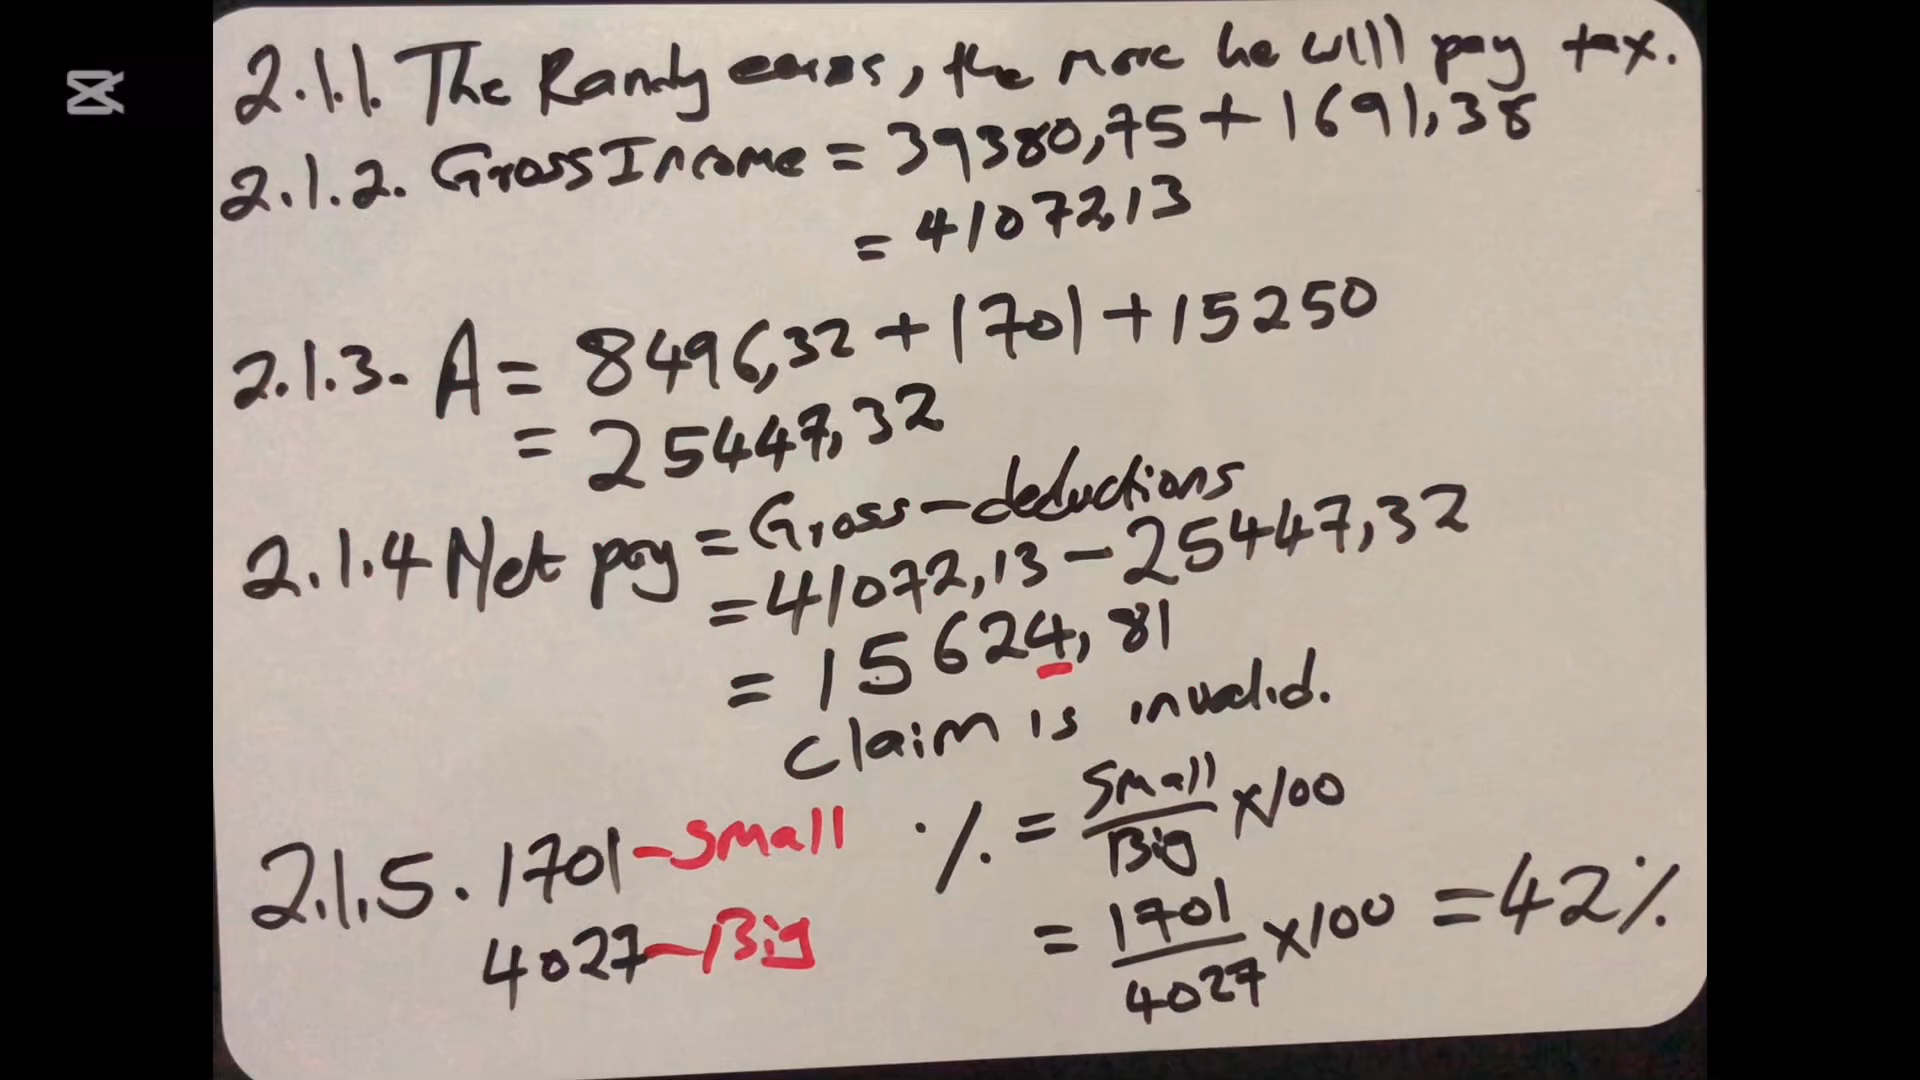 2.1.1. The Randy earns, the more he will pay tax.
2.1.2. Gross Income = 39380,75 + 1691,38
= 41072,13
2.1.3. A = 8496,32 + 1701 + 15250
= 25447,32
2.1.4 Net pay = Gross - deductions
= 41072,13 - 25447,32
= 15624,81
Claim is invalid.
2.1.5. 1701 - Small
4027 - Big
% = Small/Big x100
= 1701/4027 x100 = 42%